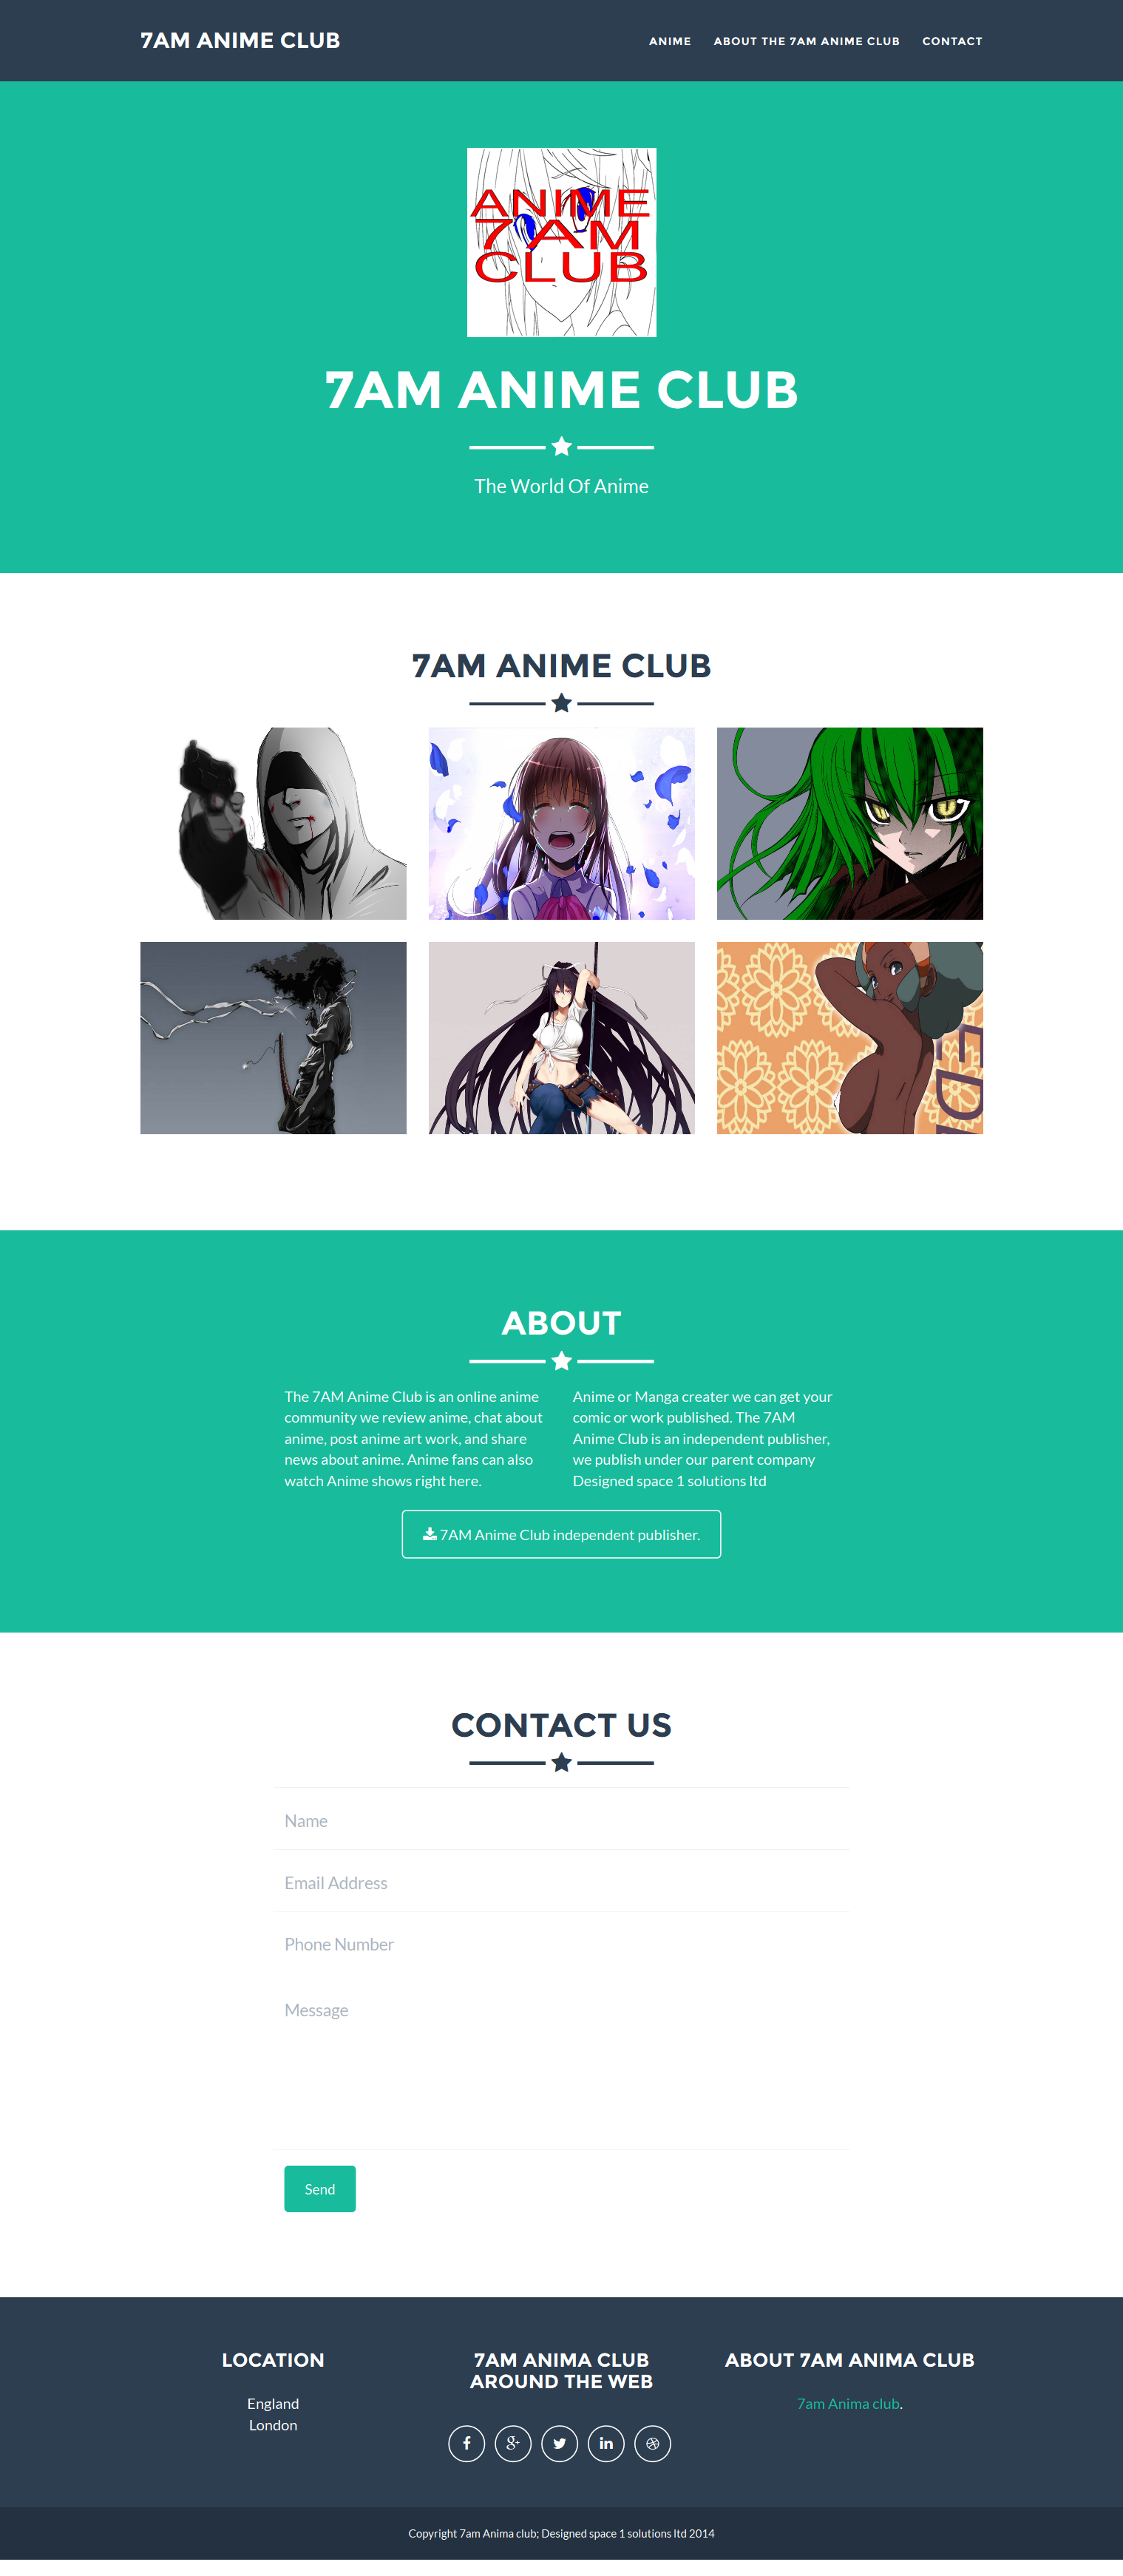 7AM ANIME CLUB
ANIME
ABOUT THE 7AM ANIME CLUB
CONTACT
ANIME
7AM
CLUB
7AM ANIME CLUB
The World Of Anime
7AM ANIME CLUB
ABOUT
The 7AM Anime Club is an online anime
community we review anime, chat about
anime, post anime art work, and share
news about anime. Anime fans can also
watch Anime shows right here.
Anime or Manga creater we can get your
comic or work published. The 7AM
Anime Club is an independent publisher,
we publish under our parent company
Designed space 1 solutions ltd
7AM Anime Club independent publisher.
CONTACT US
Name
Email Address
Phone Number
Message
Send
LOCATION
England
London
7AM ANIMA CLUB
AROUND THE WEB
ABOUT 7AM ANIMA CLUB
7am Anima club.
Copyright 7am Anima club; Designed space 1 solutions ltd 2014